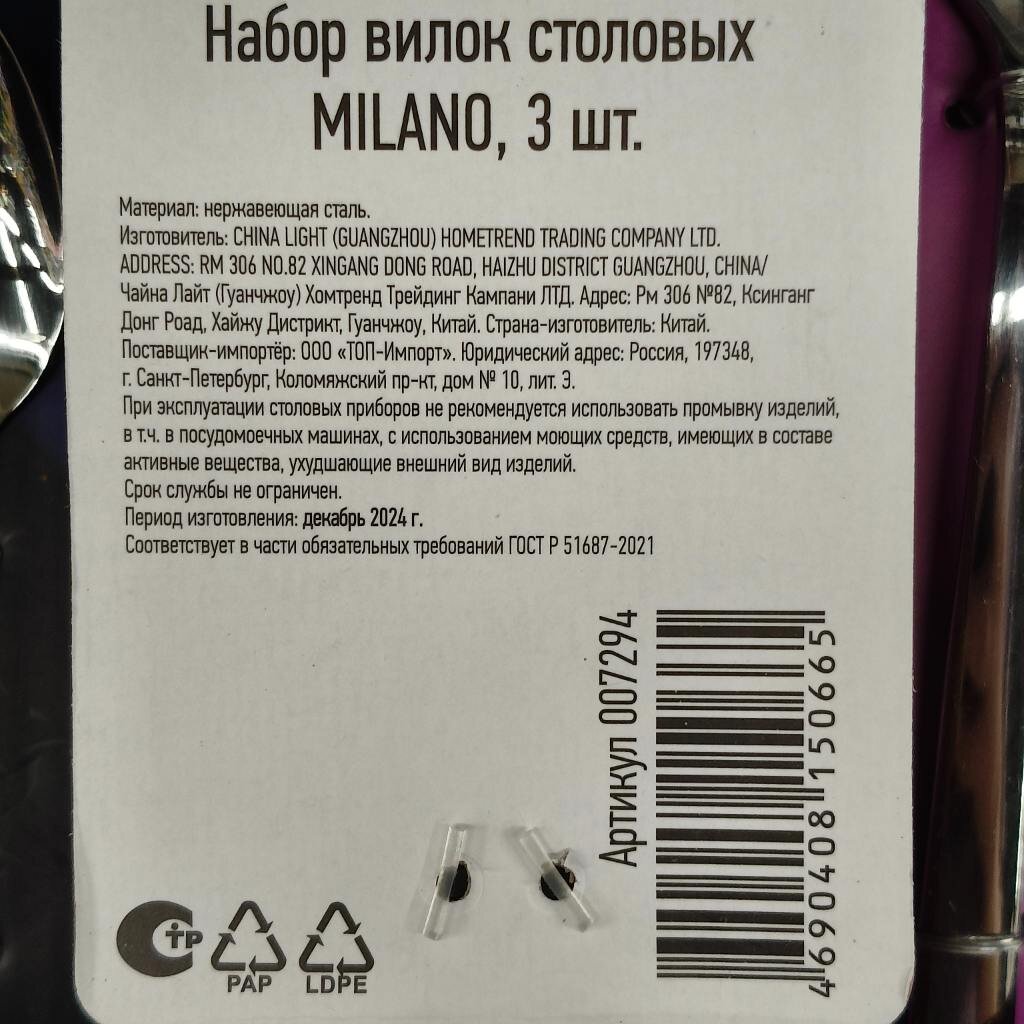 Набор вилок столовых
MILANO, 3 шт.
Материал: нержавеющая сталь.
Изготовитель: CHINA LIGHT (GUANGZHOU) HOMETREND TRADING COMPANY LTD.
ADDRESS: RM 306 NO.82 XINGANG DONG ROAD, HAIZHU DISTRICT GUANGZHOU, CHINA/
Чайна Лайт (Гуанчжоу) Хомтренд Трейдинг Кампани ЛТД. Адрес: Рм 306 №82, Ксинганг
Донг Роад, Хайжу Дистрикт, Гуанчжоу, Китай. Страна-изготовитель: Китай.
Поставщик-импортёр: ООО «ТОП-Импорт». Юридический адрес: Россия, 197348,
г. Санкт-Петербург, Коломяжский пр-кт, дом № 10, лит. Э.
При эксплуатации столовых приборов не рекомендуется использовать промывку изделий,
в т.ч. в посудомоечных машинах, с использованием моющих средств, имеющих в составе
активные вещества, ухудшающие внешний вид изделий.
Срок службы не ограничен.
Период изготовления: декабрь 2024 г.
Соответствует в части обязательных требований ГОСТ Р 51687-2021
Артикул 007294
4690408150665
СТР
PAP
LDPE